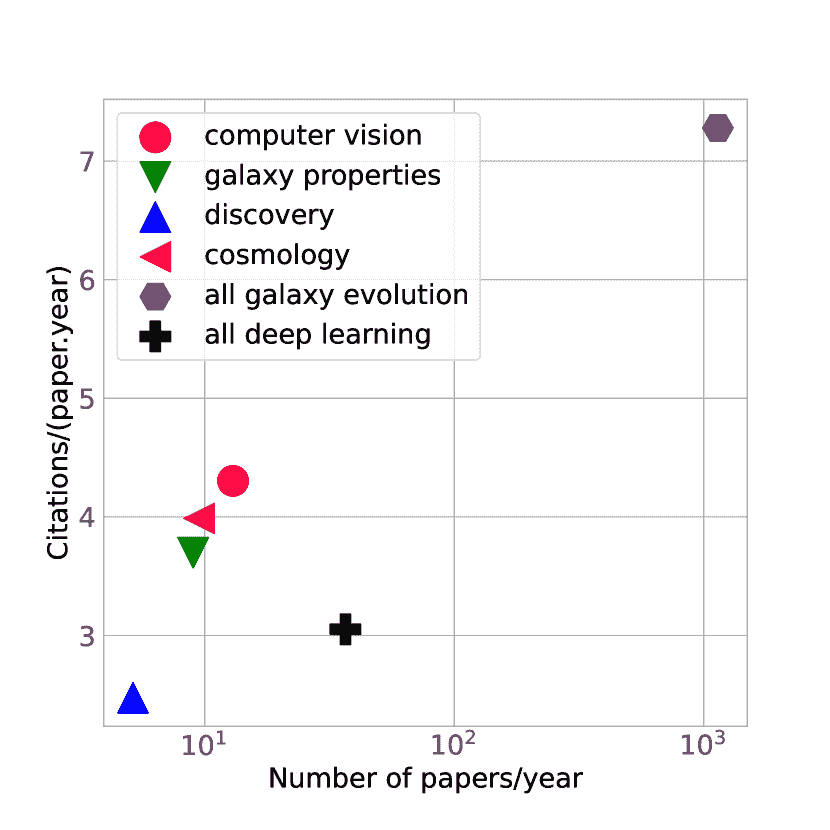 computer vision
galaxy properties
discovery
cosmology
all galaxy evolution
all deep learning
7
6
5
4
3
Citations/(paper.year)
10¹
10²
10³
Number of papers/year